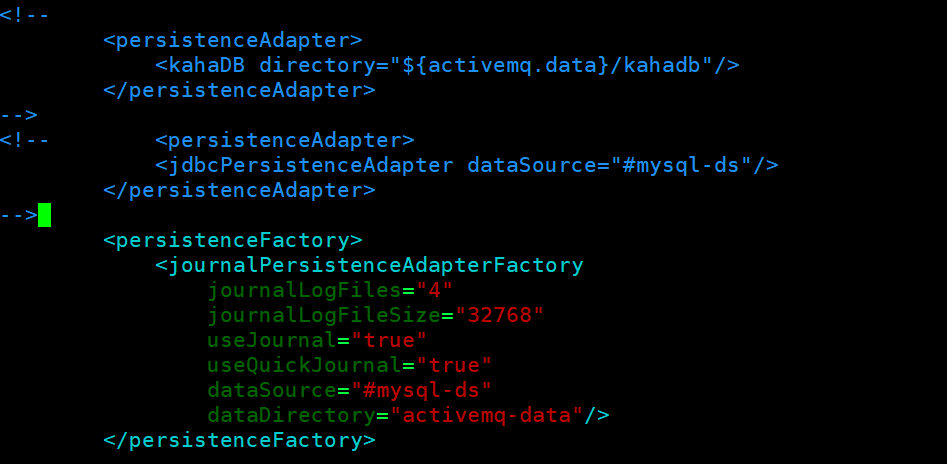 <!--
        <persistenceAdapter>
            <kahaDB directory="${activemq.data}/kahadb"/>
        </persistenceAdapter>
-->
<!--        <persistenceAdapter>
            <jdbcPersistenceAdapter dataSource="#mysql-ds"/>
        </persistenceAdapter>
-->
        <persistenceFactory>
            <journalPersistenceAdapterFactory
                journalLogFiles="4"
                journalLogFileSize="32768"
                useJournal="true"
                useQuickJournal="true"
                dataSource="#mysql-ds"
                dataDirectory="activemq-data"/>
        </persistenceFactory>